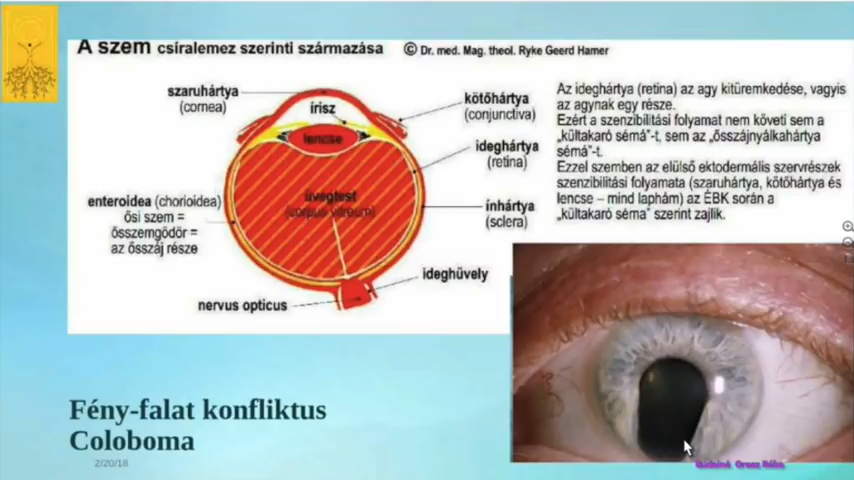 A szem csíralemez szerinti származása © Dr. med. Mag. theol. Ryke Geerd Hamer
szaruhártya
(cornea)
írisz
lencse
kötőhártya
(conjunctiva)
ideghártya
(retina)
enteroidea (chorioidea)
ősi szem =
ősszemgödör =
az ősszáj része
üvegtest
(corpus vitreum)
ínhártya
(sclera)
ideghüvely
nervus opticus
Az ideghártya (retina) az agy kitüremkedése, vagyis
az agynak egy része.
Ezért a szenzibilitási folyamat nem követi sem a
„kültakaró sémá"-t, sem az „ősszájnyálkahártya
sémá"-t.
Ezzel szemben az elülső ektodermális szervrészek
szenzibilitási folyamata (szaruhártya, kötőhártya és
lencse – mind laphám) az ÉBK során a
„kültakaró séma" szerint zajlik.
Fény-falat konfliktus
Coloboma
2/20/18